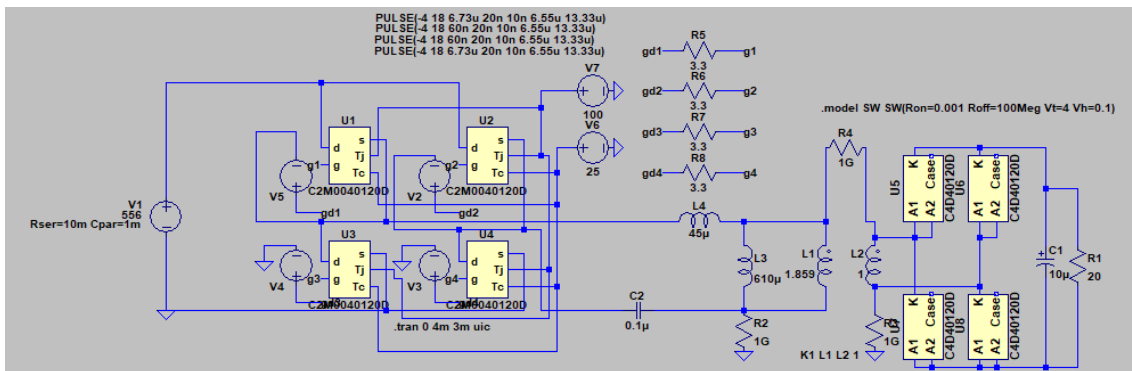 PULSE(-4 18 6.73u 20n 10n 6.55u 13.33u)
PULSE(-4 18 60n 20n 10n 6.55u 13.33u)
PULSE(-4 18 60n 20n 10n 6.55u 13.33u)
PULSE(-4 18 6.73u 20n 10n 6.55u 13.33u)
R5
gd1
g1
3.3
R6
gd2
g2
3.3
R7
gd3
g3
3.3
R8
gd4
g4
3.3
V7
100
V6
25
.model SW SW(Ron=0.001 Roff=100Meg Vt=4 Vh=0.1)
R4
1G
U1
d
g
s
Tj
Tc
C2M0040120D
U2
d
g
s
Tj
Tc
C2M0040120D
g1
V5
gd1
g2
V2
gd2
V1
556
Rser=10m Cpar=1m
U3
d
g
s
Tj
Tc
C2M0040120D
U4
d
g
s
Tj
Tc
C2M0040120D
g3
V4
g4
V3
.tran 0 4m 3m uic
L4
45µ
L3
610µ
L1
1.859
L2
1
C2
0.1µ
R2
1G
1G
K1 L1 L2 1
U5
K
Case
A1
A2
C4D40120D
U6
K
Case
A1
A2
C4D40120D
K
Case
A1
A2
C4D40120D
U8
K
Case
A1
A2
C4D40120D
C1
10µ
R1
20